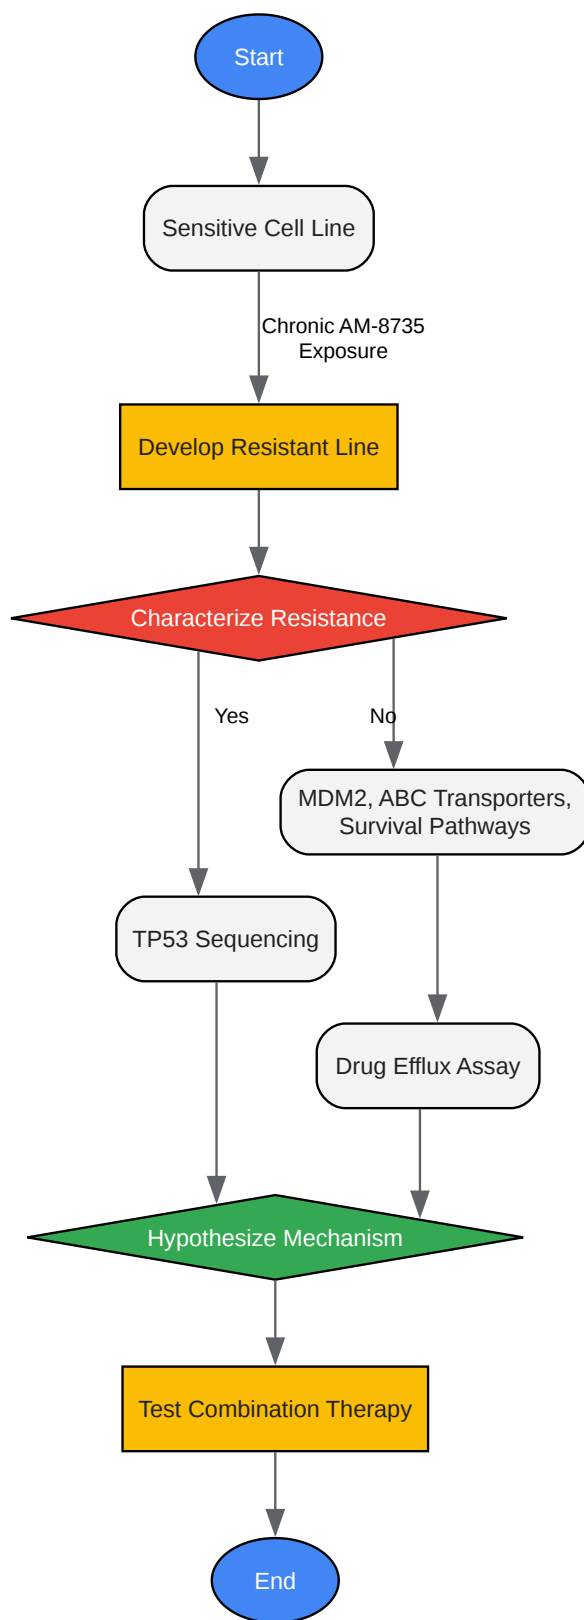 Start
Sensitive Cell Line
Chronic AM-8735
Exposure
Develop Resistant Line
Characterize Resistance
Yes
No
MDM2, ABC Transporters,
Survival Pathways
TP53 Sequencing
Drug Efflux Assay
Hypothesize Mechanism
Test Combination Therapy
End